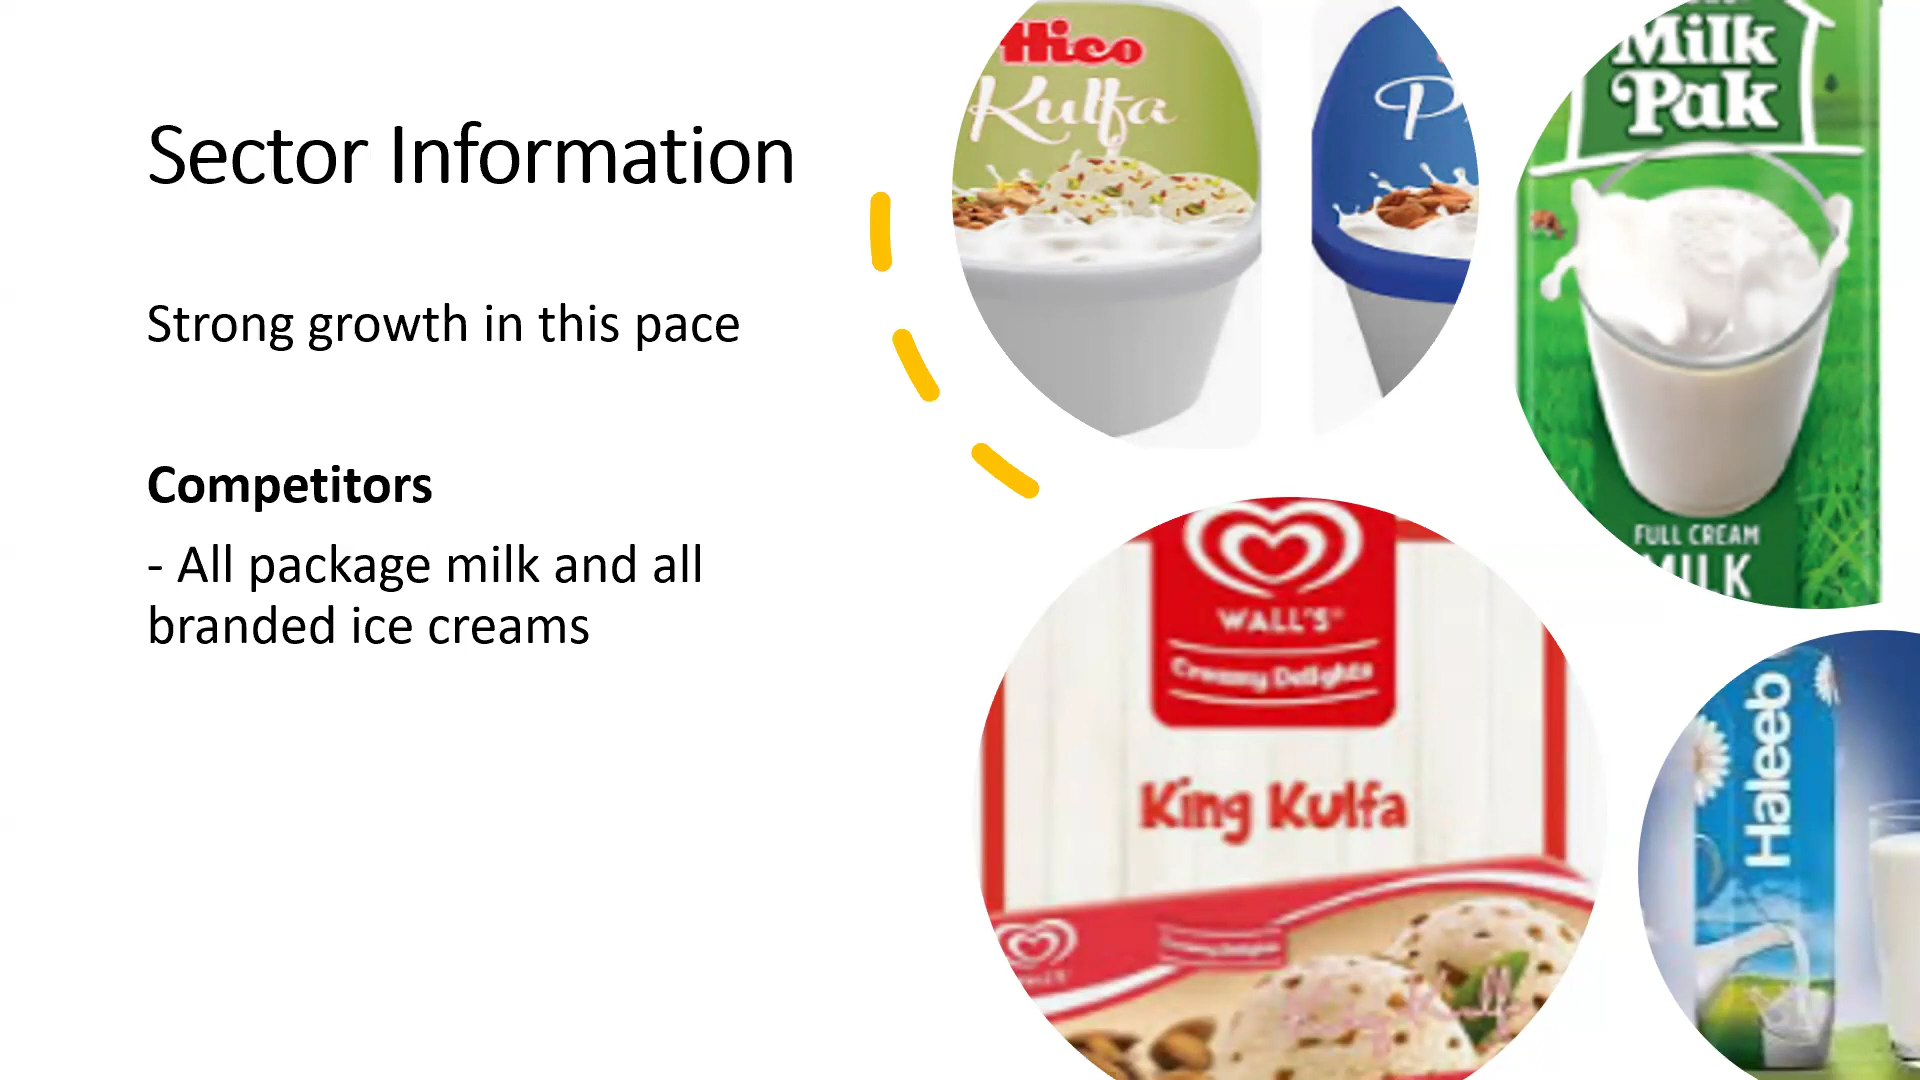 Sector Information
Strong growth in this pace
Competitors
- All package milk and all
branded ice creams
Hico
Kulfa
Milk
Pak
FULL CREAM
MILK
WALL'S
Creamy Delights
King Kulfa
Haleeb